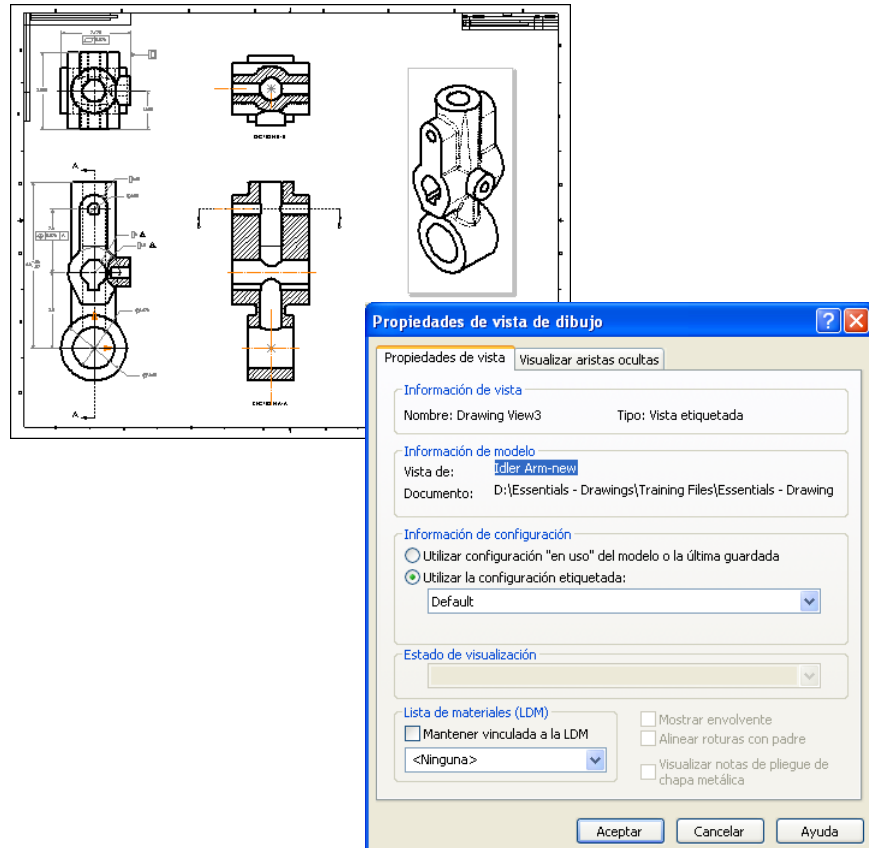 A
A
Propiedades de vista de dibujo
Propiedades de vista
Visualizar aristas ocultas
Información de vista
Nombre: Drawing View3
Tipo: Vista etiquetada
Información de modelo
Vista de:
Idler Arm-new
Documento:
D:\Essentials - Drawings\Training Files\Essentials - Drawing
Información de configuración
Utilizar configuración "en uso" del modelo o la última guardada
Utilizar la configuración etiquetada:
Default
Estado de visualización
Lista de materiales (LDM)
Mantener vinculada a la LDM
<Ninguna>
Mostrar envolvente
Alinear roturas con padre
Visualizar notas de pliegue de
chapa metálica
Aceptar
Cancelar
Ayuda